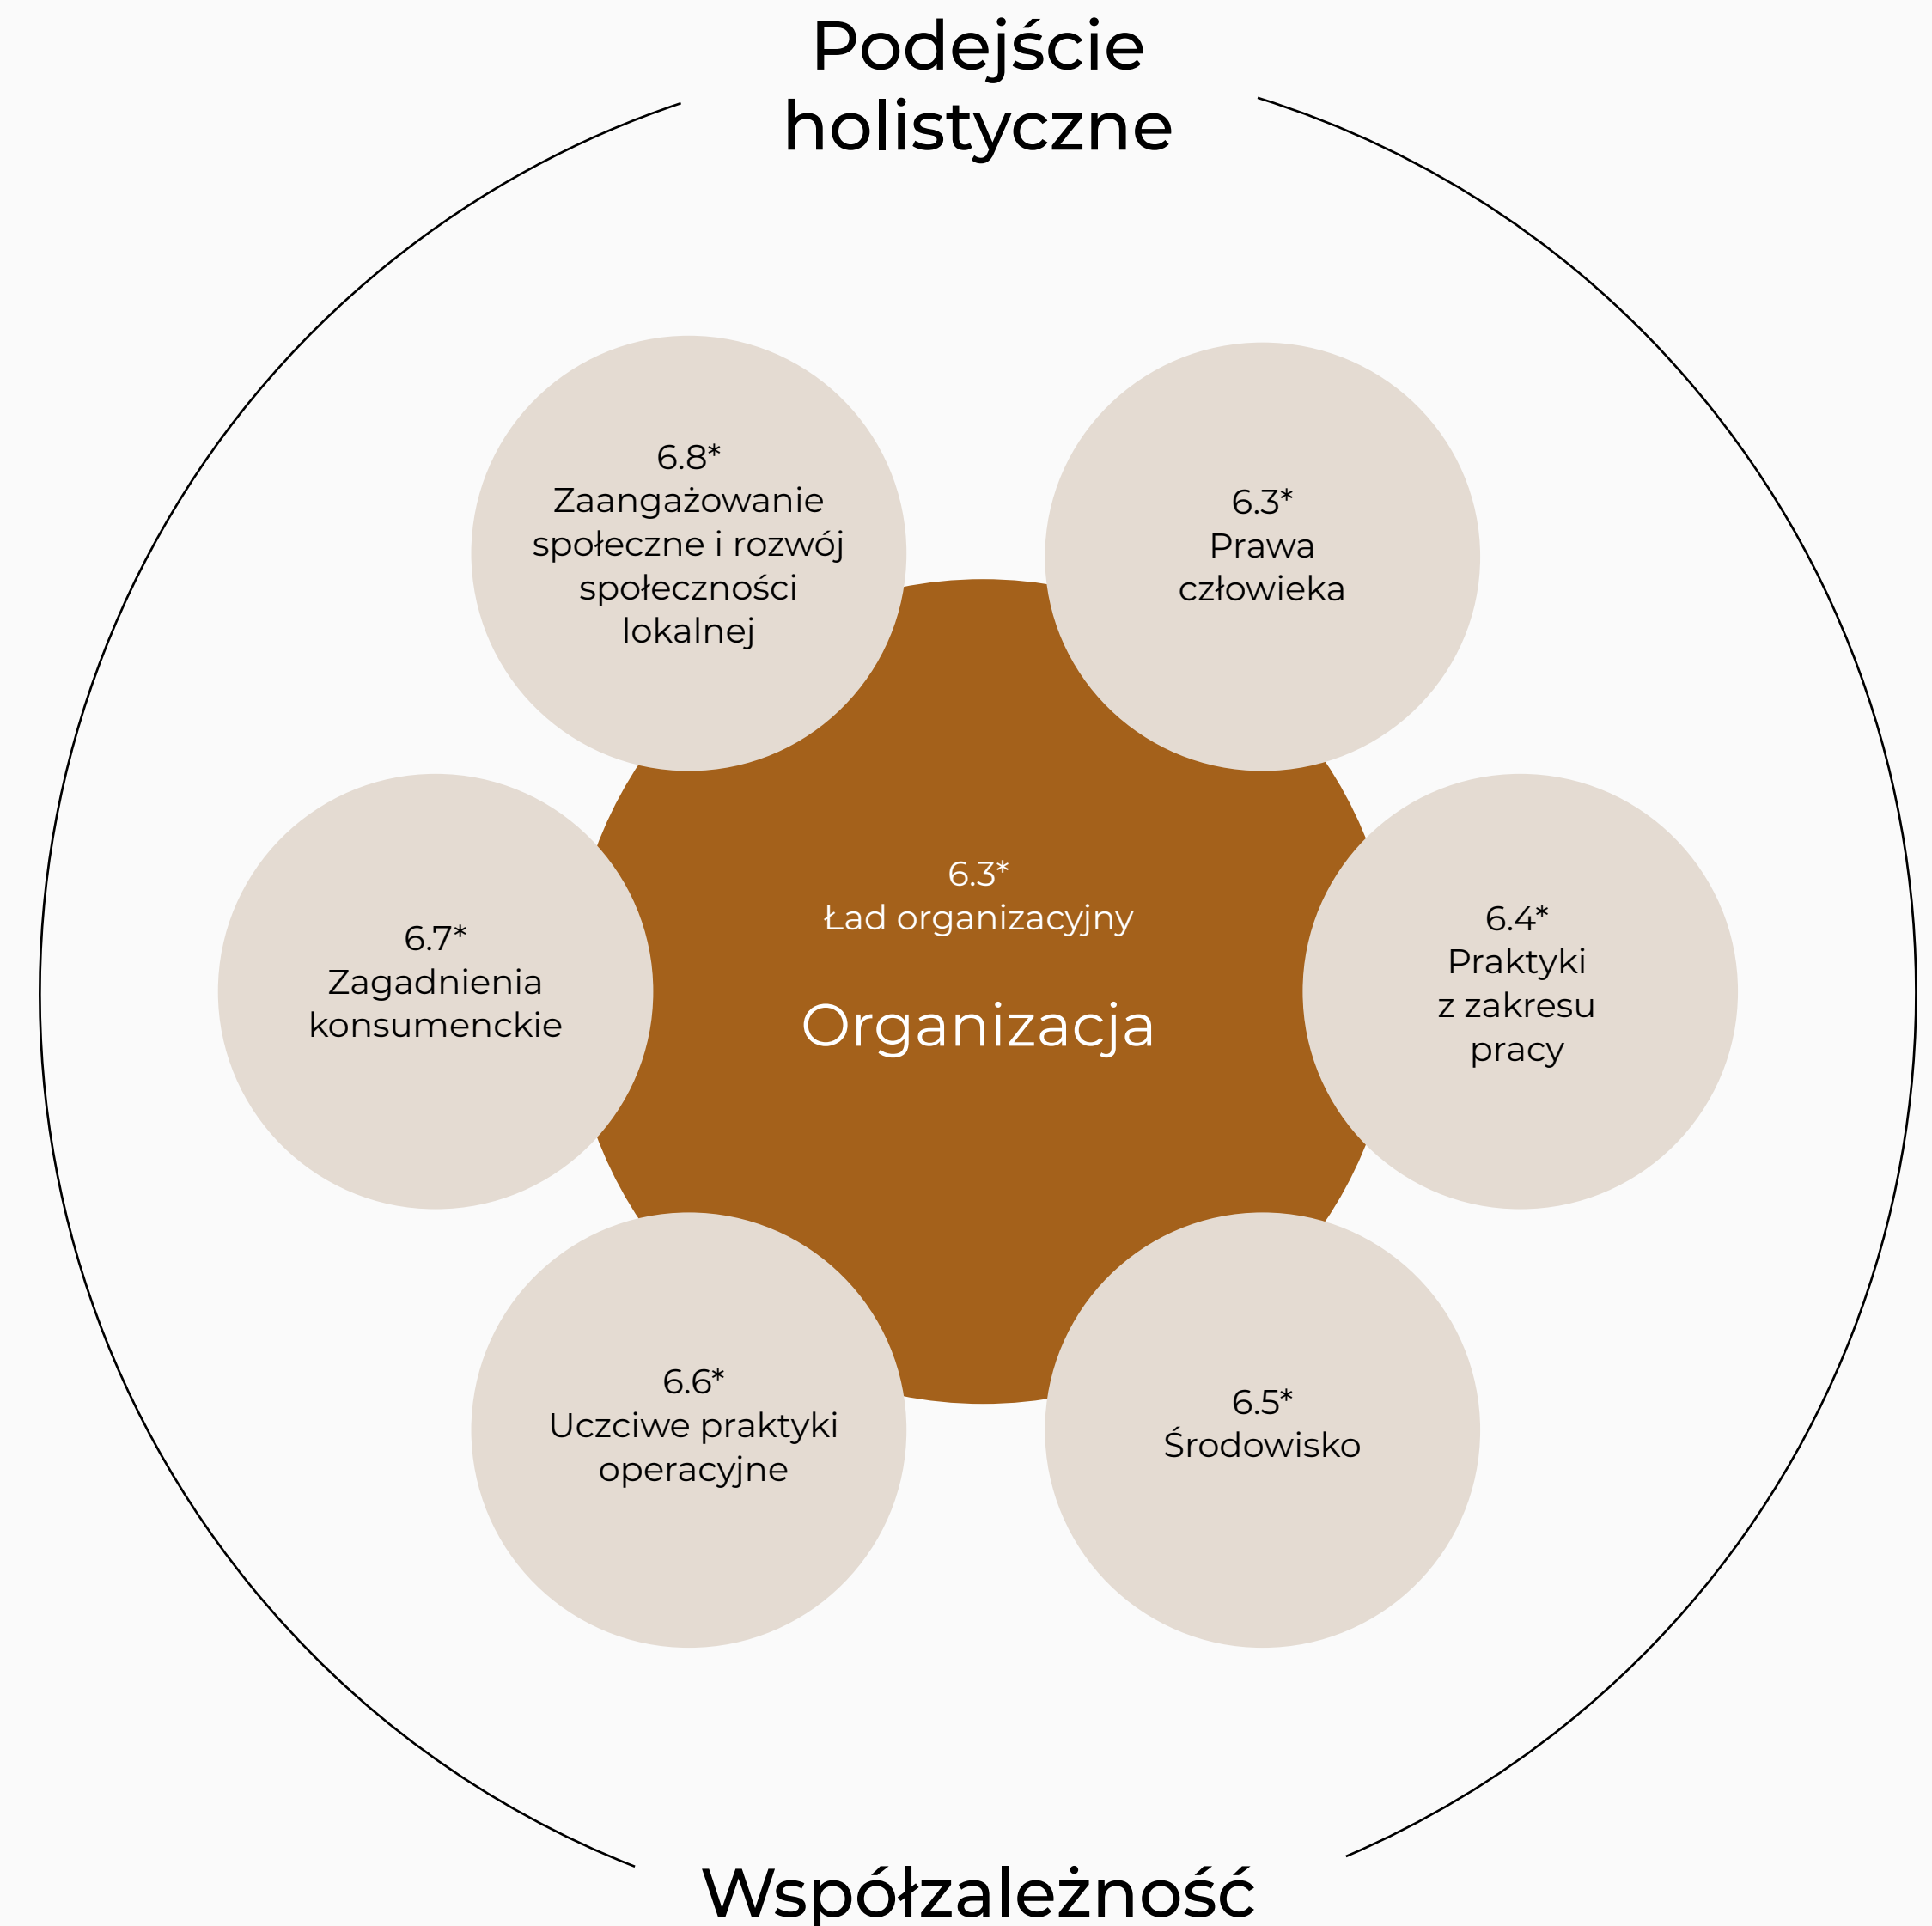 Podejście
holistyczne
6.8*
Zaangażowanie
społeczne i rozwój
społeczności
lokalnej
6.3*
Prawa
człowieka
6.3*
Ład organizacyjny
Organizacja
6.7*
Zagadnienia
konsumenckie
6.4*
Praktyki
z zakresu
pracy
6.6*
Uczciwe praktyki
operacyjne
6.5*
Środowisko
Współzależność